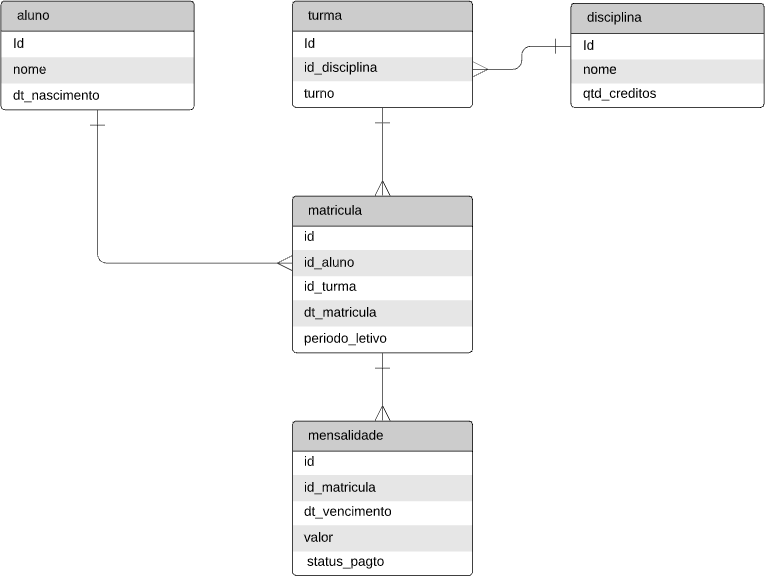 aluno
Id
nome
dt_nascimento
turma
Id
id_disciplina
turno
disciplina
Id
nome
qtd_creditos
matricula
id
id_aluno
id_turma
dt_matricula
periodo_letivo
mensalidade
id
id_matricula
dt_vencimento
valor
status_pagto